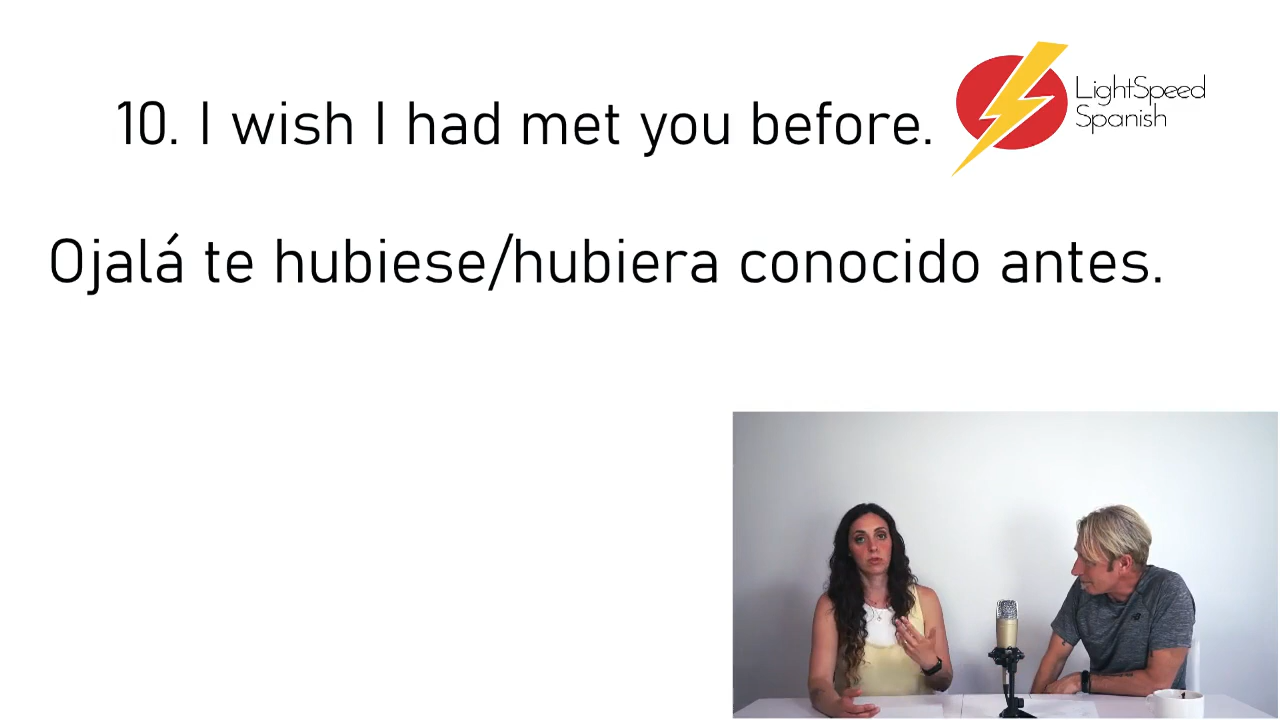 10. I wish I had met you before.
LightSpeed
Spanish
Ojalá te hubiese/hubiera conocido antes.